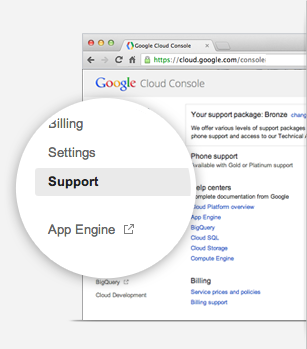 Google Cloud Console
https://cloud.google.com/console
Google Cloud Console
Billing
Settings
Support
App Engine
BigQuery
Cloud Development
Your support package: Bronze chang
We offer various levels of support packages
phone support and access to our Technical A
Phone support
Available with Gold or Platinum support
Help centers
Complete documentation from Google
Cloud Platform overview
App Engine
BigQuery
Cloud SQL
Cloud Storage
Compute Engine
Billing
Service prices and policies
Billing support